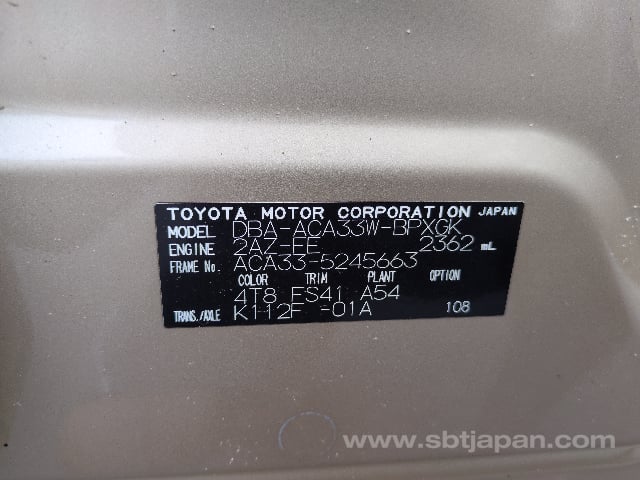 TOYOTA MOTOR CORPORATION JAPAN
MODEL DBA-ACA33W-BPXGK
ENGINE 2AZ-FE 2362 mL
FRAME No. ACA33-5245663
COLOR TRIM PLANT OPTION
4T8 FS41 A54
TRANS./AXLE K112F -01A 108
www.sbtjapan.com